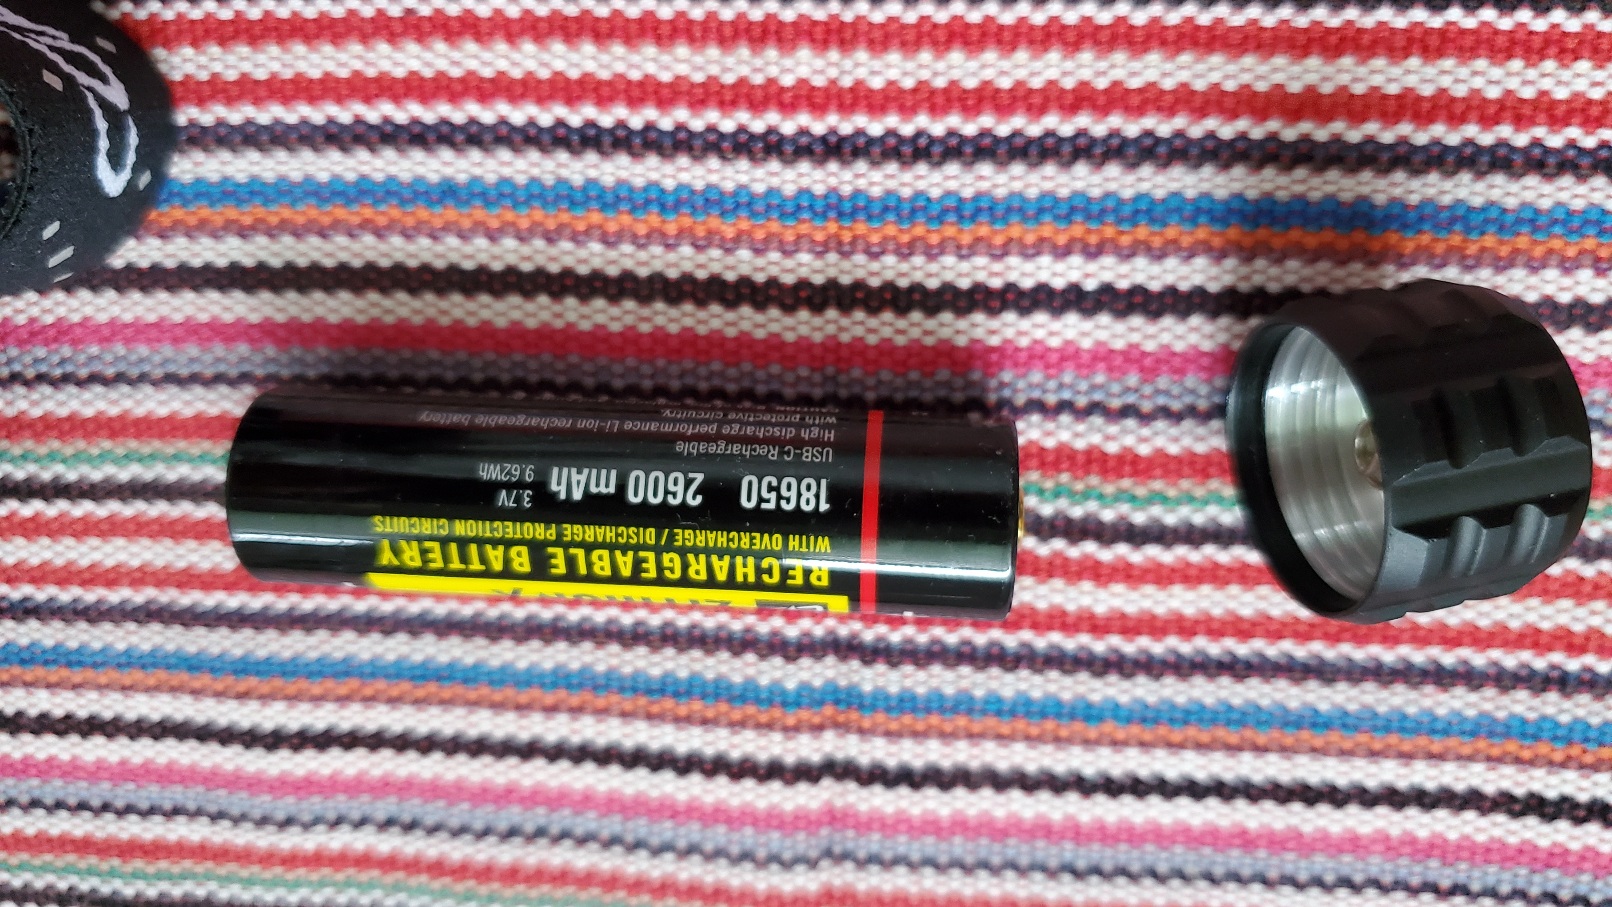 RECHARGEABLE BATTERY
WITH OVERCHARGE / DISCHARGE PROTECTION CIRCUITS
18650 2600 mAh 3.7V 9.62Wh
USB-C Rechargeable
High discharge performance Li-ion rechargeable battery
with protective circuitry.